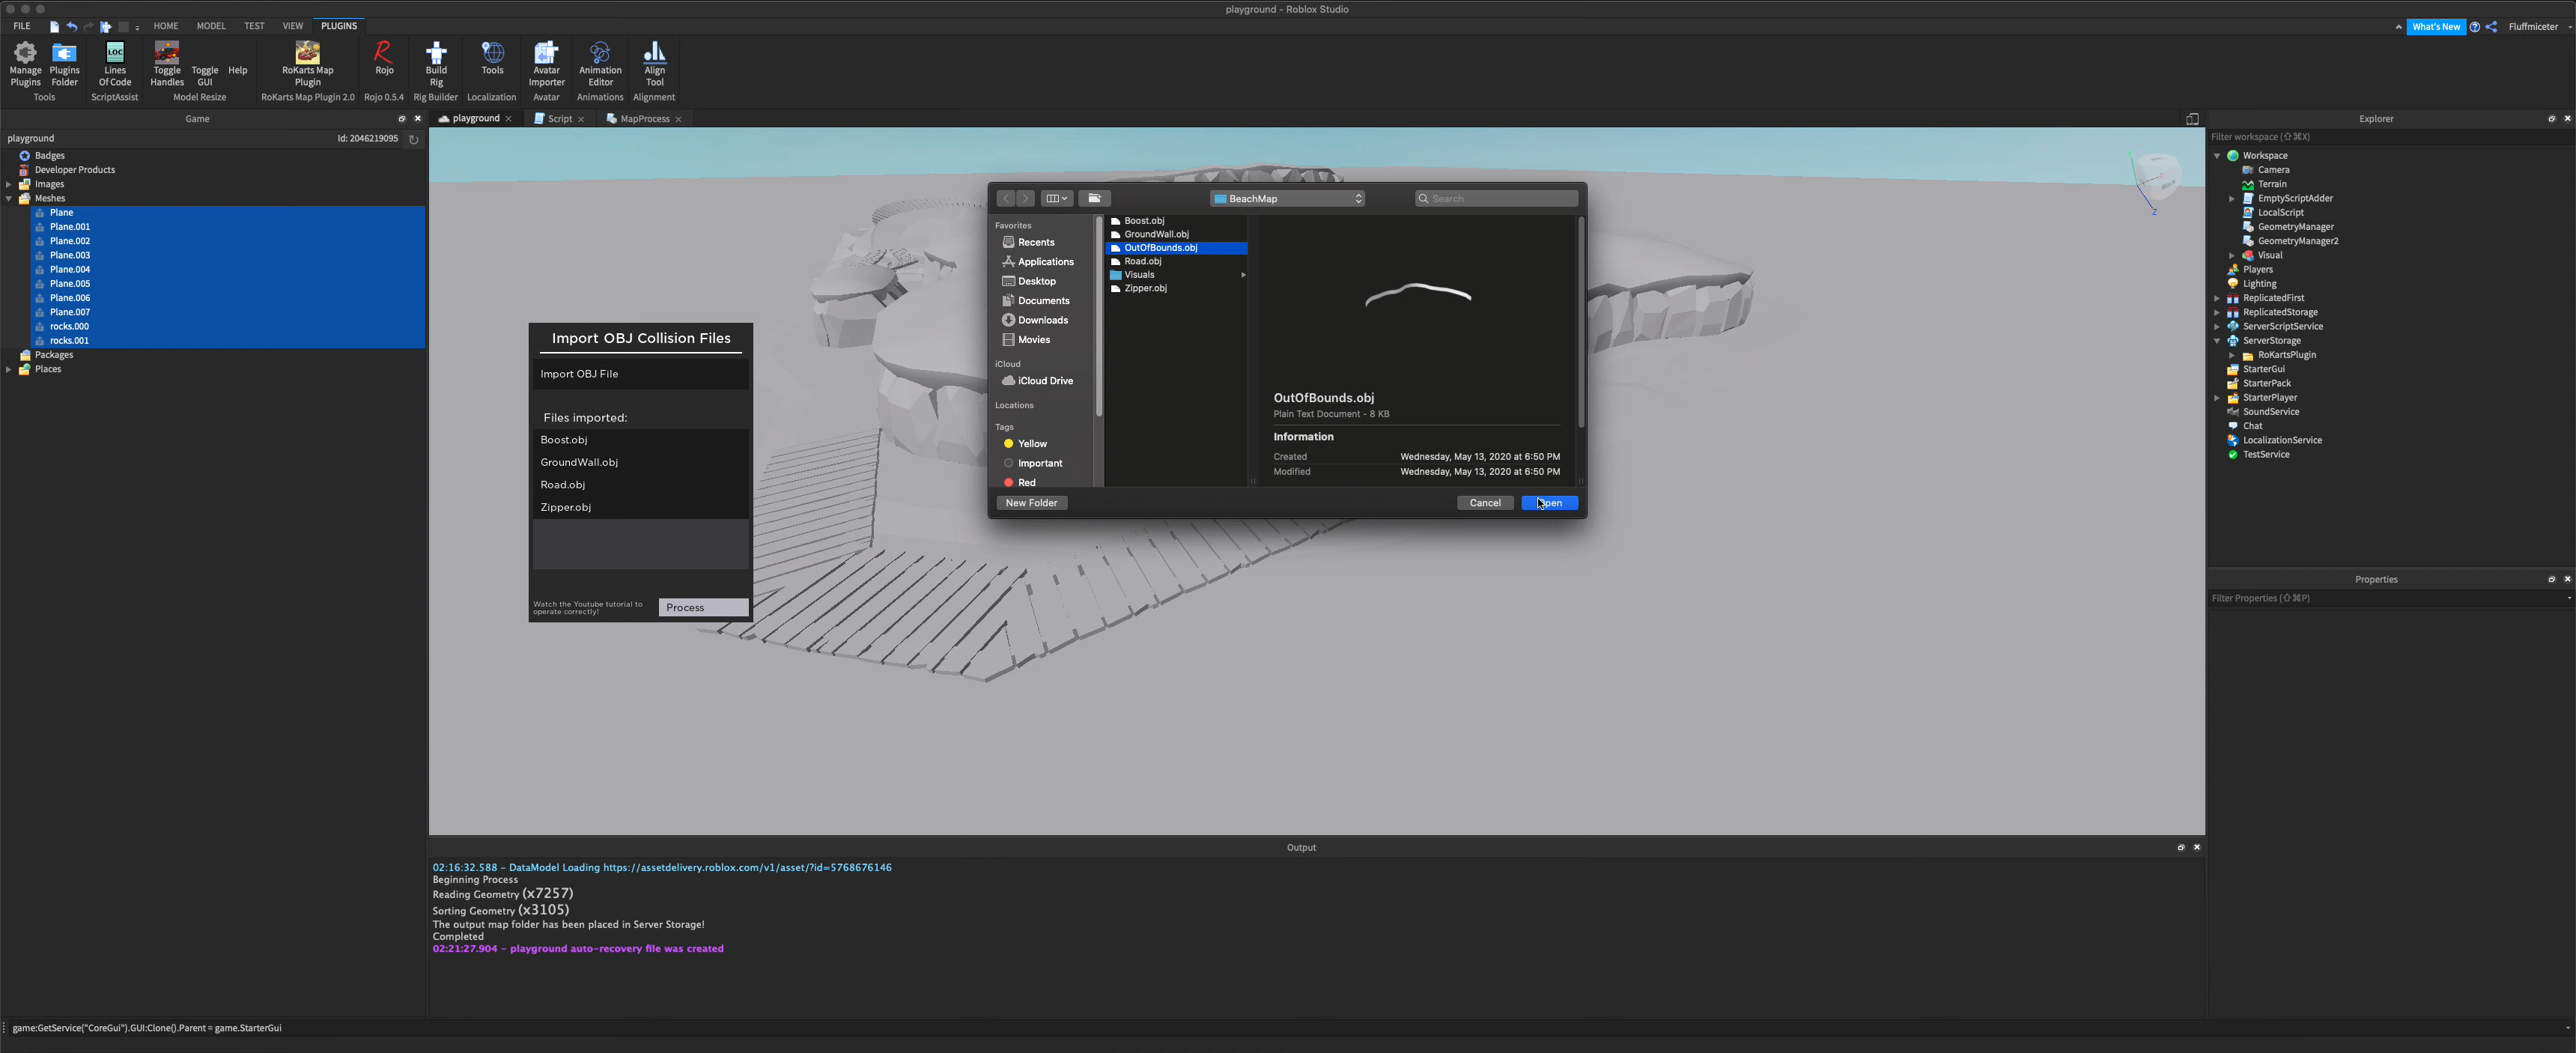 playground - Roblox Studio
FILE HOME MODEL TEST VIEW PLUGINS What's New Fluffmiceter
Manage Plugins
Plugins Folder
Lines Of Code
Toggle Handles
Toggle GUI
Help
RoKarts Map Plugin
Rojo
Build Rig
Tools
Avatar Importer
Animation Editor
Align Tool
Tools ScriptAssist Model Resize RoKarts Map Plugin 2.0 Rojo 0.5.4 Rig Builder Localization Avatar Animations Alignment
Game
playground Id: 2046219095
Badges
Developer Products
Images
Meshes
Plane
Plane.001
Plane.002
Plane.003
Plane.004
Plane.005
Plane.006
Plane.007
rocks.000
rocks.001
Packages
Places
playground Script MapProcess
Import OBJ Collision Files
Import OBJ File
Files imported:
Boost.obj
GroundWall.obj
Road.obj
Zipper.obj
Watch the Youtube tutorial to
operate correctly!
Process
BeachMap
Search
Favorites
Recents
Applications
Desktop
Documents
Downloads
Movies
iCloud
iCloud Drive
Locations
Tags
Yellow
Important
Red
Boost.obj
GroundWall.obj
OutOfBounds.obj
Road.obj
Visuals
Zipper.obj
OutOfBounds.obj
Plain Text Document - 8 KB
Information
Created Wednesday, May 13, 2020 at 6:50 PM
Modified Wednesday, May 13, 2020 at 6:50 PM
New Folder Cancel Open
Explorer
Filter workspace (⇧⌘X)
Workspace
Camera
Terrain
EmptyScriptAdder
LocalScript
GeometryManager
GeometryManager2
Visual
Players
Lighting
ReplicatedFirst
ReplicatedStorage
ServerScriptService
ServerStorage
RoKartsPlugin
StarterGui
StarterPack
StarterPlayer
SoundService
Chat
LocalizationService
TestService
Properties
Filter Properties (⇧⌘P)
Output
02:16:32.588 - DataModel Loading https://assetdelivery.roblox.com/v1/asset/?id=5768676146
Beginning Process
Reading Geometry (x7257)
Sorting Geometry (x3105)
The output map folder has been placed in Server Storage!
Completed
02:21:27.904 - playground auto-recovery file was created
game:GetService("CoreGui").GUI:Clone().Parent = game.StarterGui